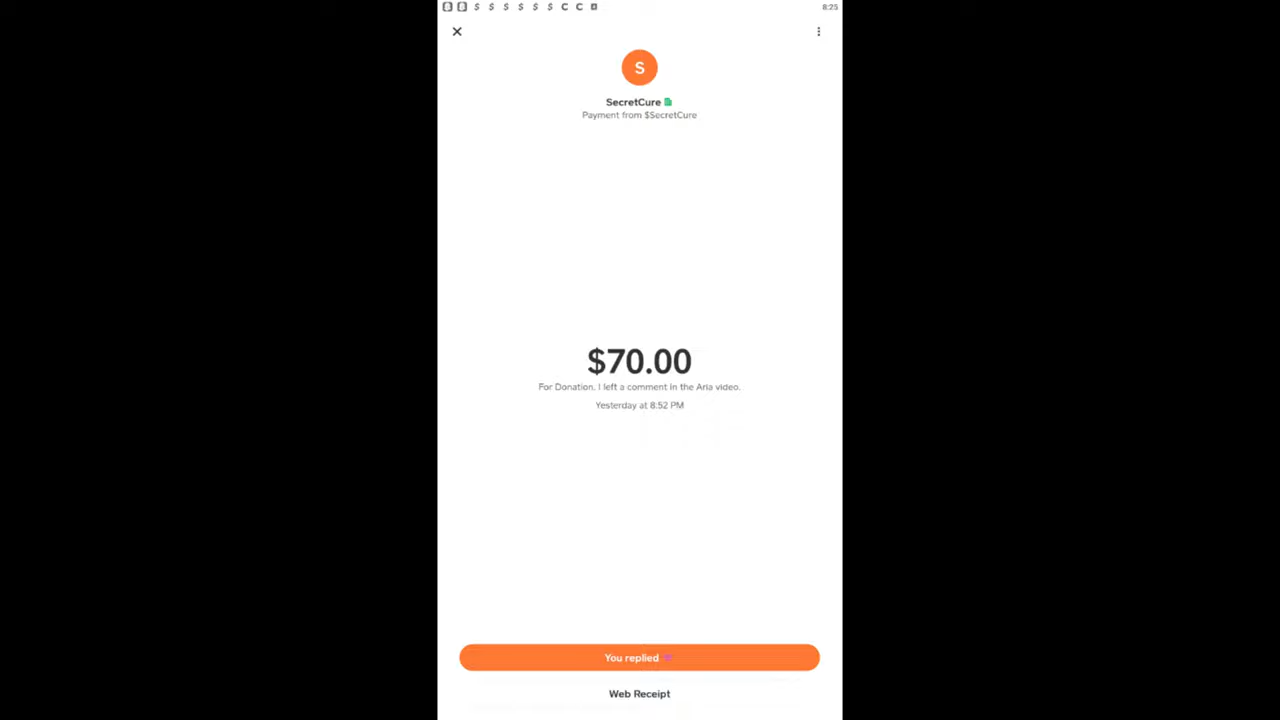 8:25
S
SecretCure
Payment from $SecretCure
$70.00
For Donation. I left a comment in the Aria video.
Yesterday at 8:52 PM
You replied
Web Receipt